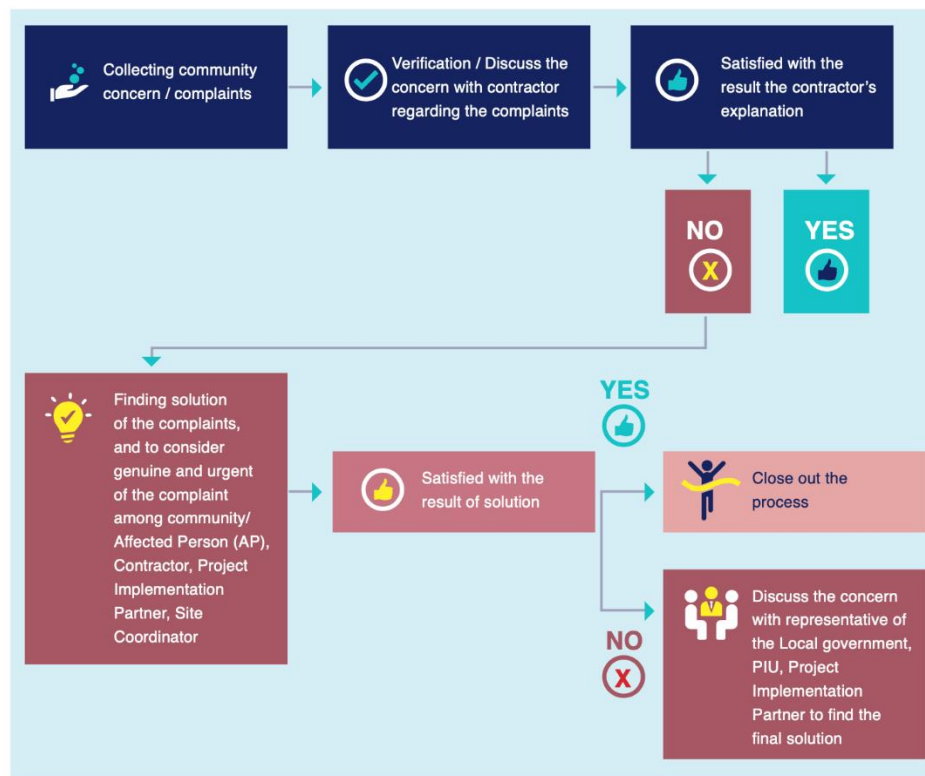 Collecting community
concern / complaints
Verification / Discuss the
concern with contractor
regarding the complaints
Satisfied with the
result the contractor's
explanation
NO
X
YES
Finding solution
of the complaints,
and to consider
genuine and urgent
of the complaint
among community/
Affected Person (AP),
Contractor, Project
Implementation
Partner, Site
Coordinator
Satisfied with the
result of solution
YES
Close out the
process
NO
X
Discuss the concern
with representative of
the Local government,
PIU, Project
Implementation
Partner to find the
final solution